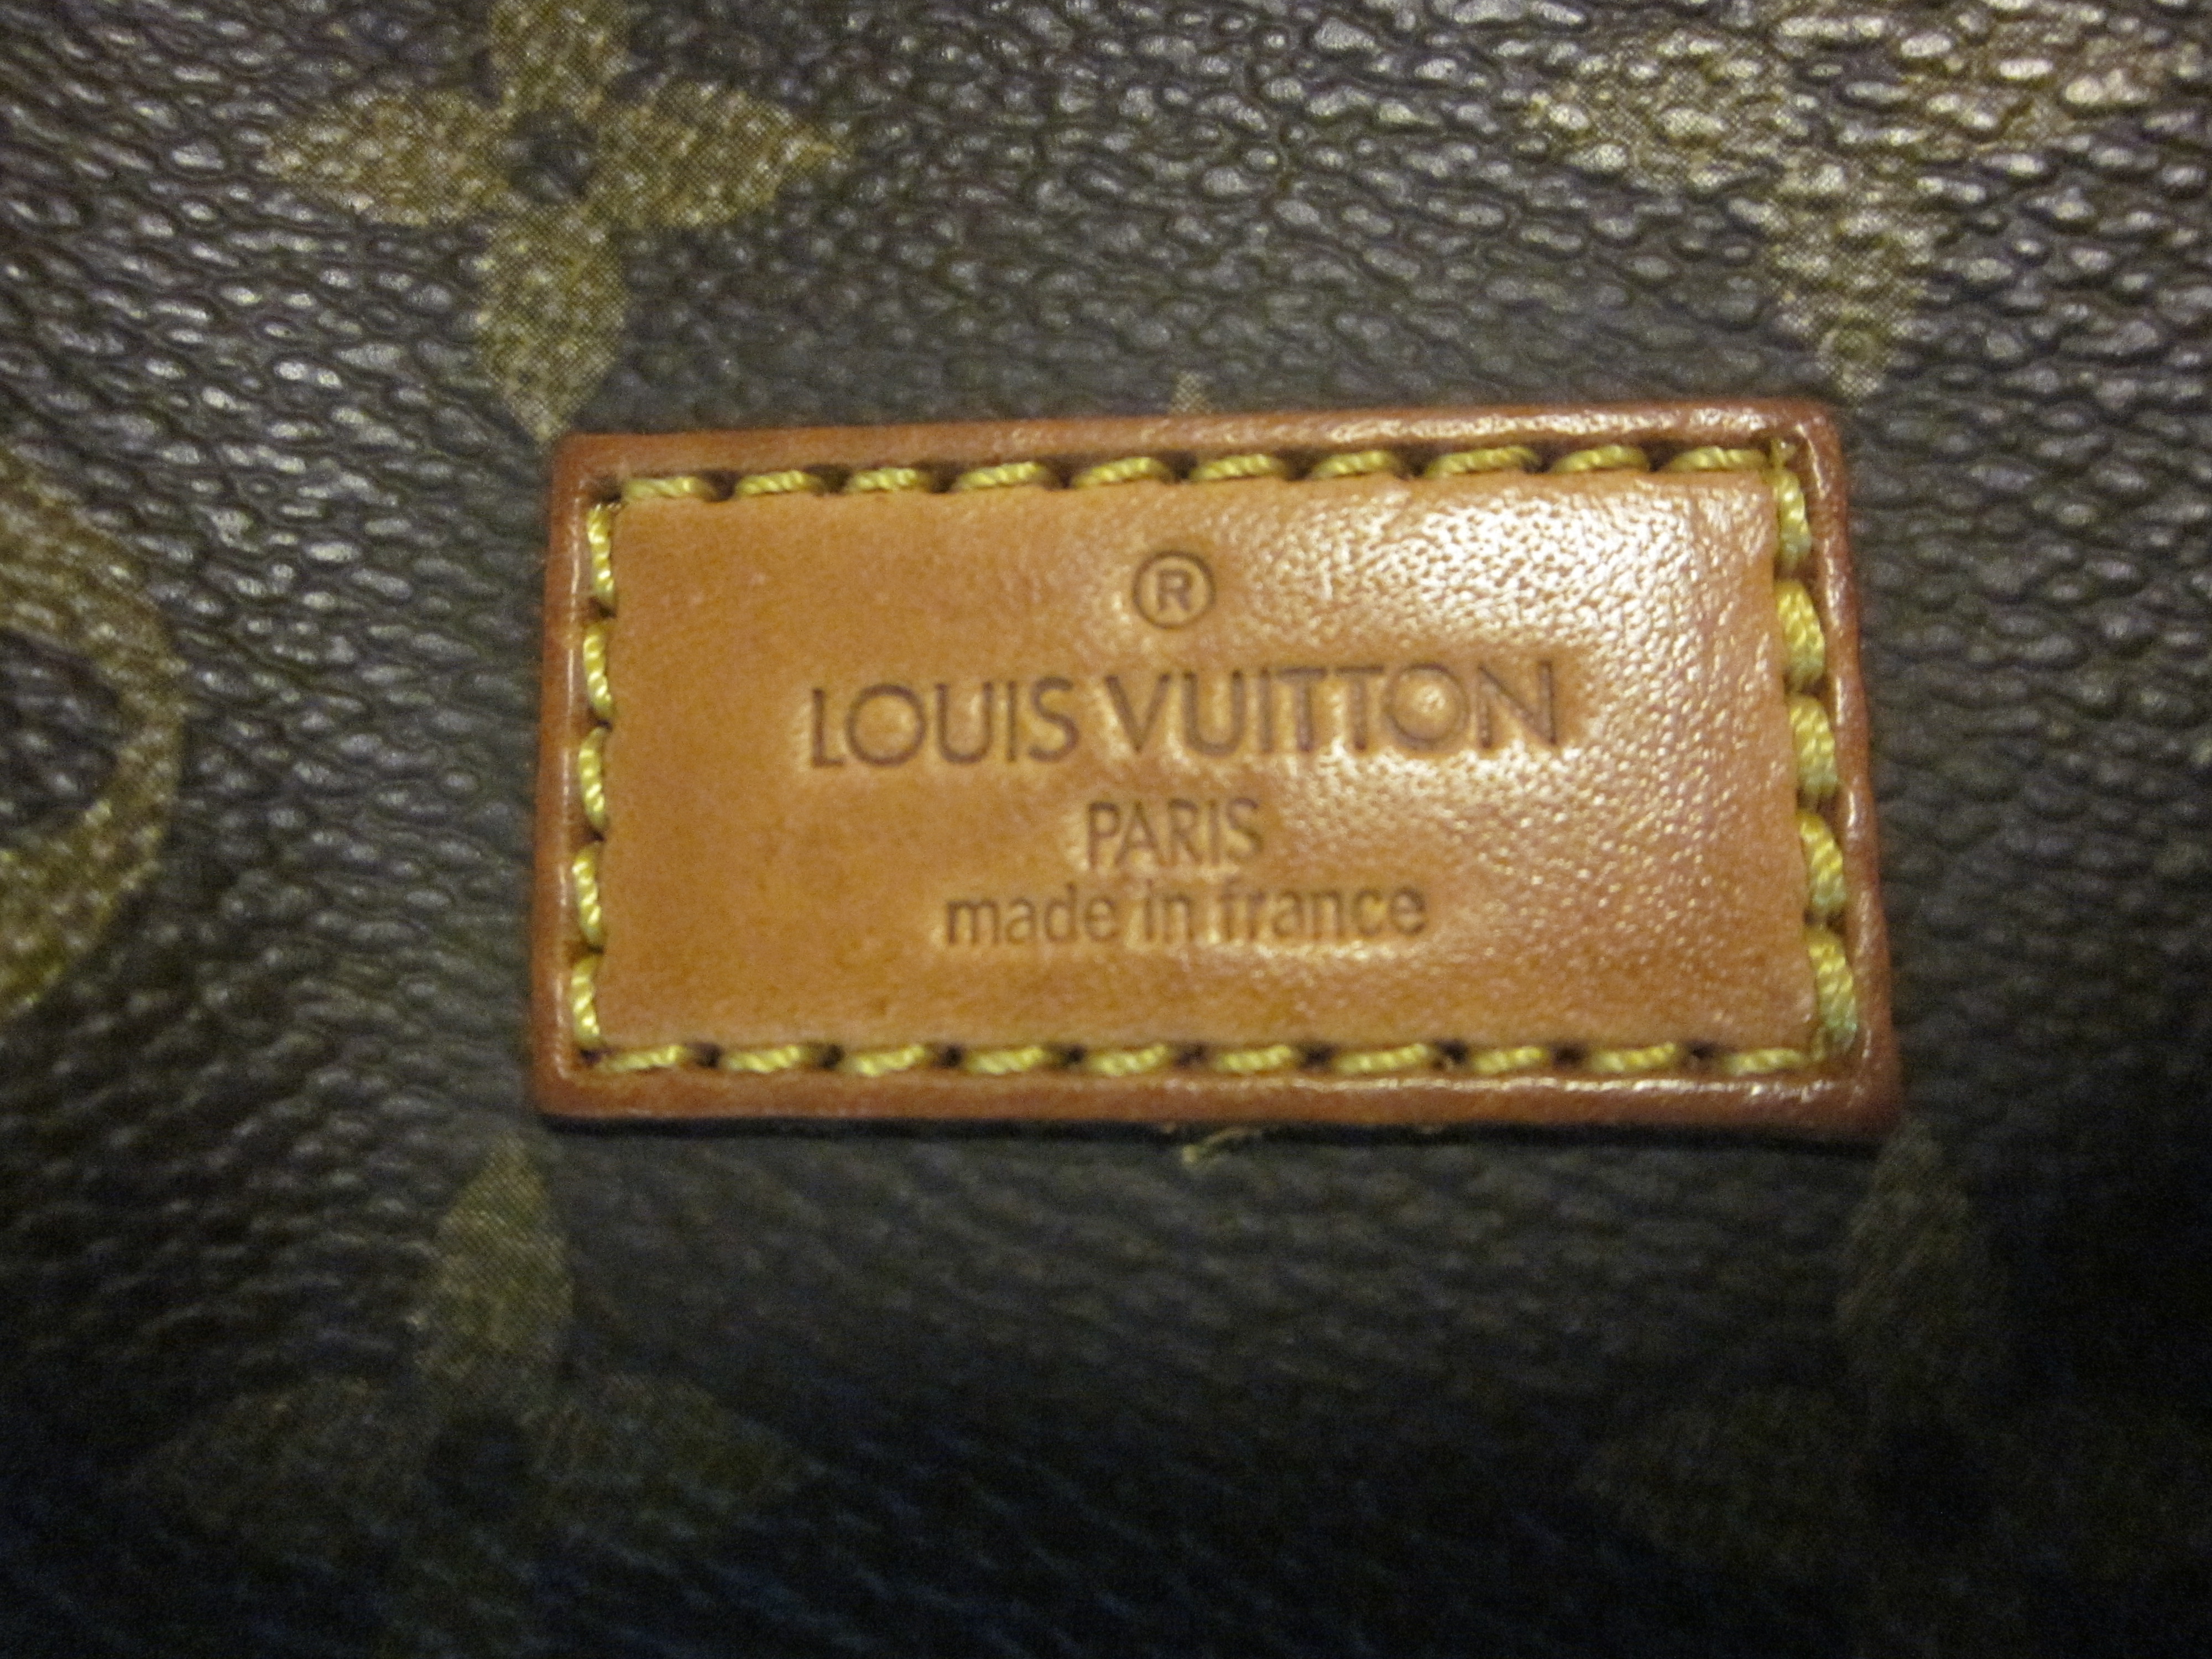 ®
LOUIS VUITTON
PARIS
made in france